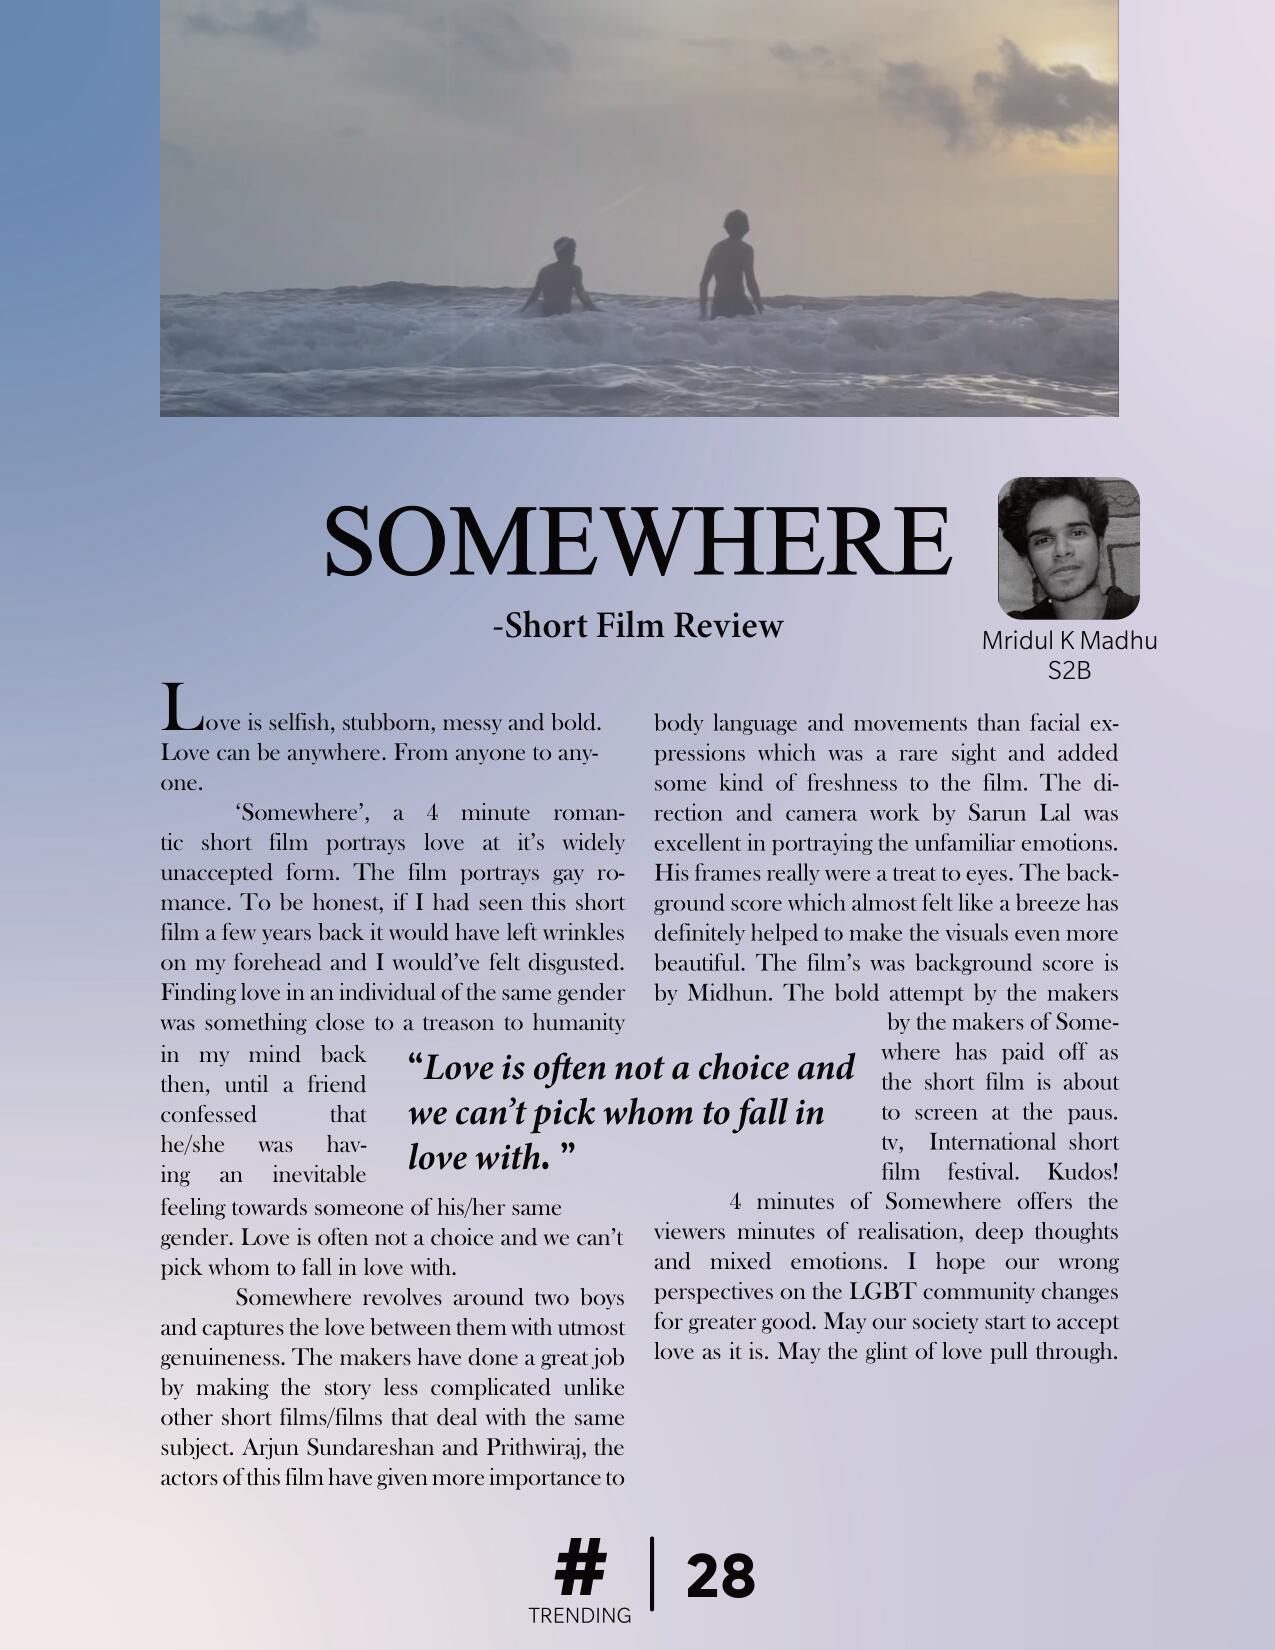 SOMEWHERE
-Short Film Review
Mridul K Madhu
S2B
Love is selfish, stubborn, messy and bold.
Love can be anywhere. From anyone to any-
one.
‘Somewhere’, a 4 minute roman-
tic short film portrays love at it’s widely
unaccepted form. The film portrays gay ro-
mance. To be honest, if I had seen this short
film a few years back it would have left wrinkles
on my forehead and I would’ve felt disgusted.
Finding love in an individual of the same gender
was something close to a treason to humanity
in my mind back
then, until a friend
confessed that
he/she was hav-
ing an inevitable
feeling towards someone of his/her same
gender. Love is often not a choice and we can’t
pick whom to fall in love with.
Somewhere revolves around two boys
and captures the love between them with utmost
genuineness. The makers have done a great job
by making the story less complicated unlike
other short films/films that deal with the same
subject. Arjun Sundareshan and Prithwiraj, the
actors of this film have given more importance to
“Love is often not a choice and
we can’t pick whom to fall in
love with. ”
body language and movements than facial ex-
pressions which was a rare sight and added
some kind of freshness to the film. The di-
rection and camera work by Sarun Lal was
excellent in portraying the unfamiliar emotions.
His frames really were a treat to eyes. The back-
ground score which almost felt like a breeze has
definitely helped to make the visuals even more
beautiful. The film’s was background score is
by Midhun. The bold attempt by the makers
by the makers of Some-
where has paid off as
the short film is about
to screen at the paus.
tv, International short
film festival. Kudos!
4 minutes of Somewhere offers the
viewers minutes of realisation, deep thoughts
and mixed emotions. I hope our wrong
perspectives on the LGBT community changes
for greater good. May our society start to accept
love as it is. May the glint of love pull through.
# | 28
TRENDING